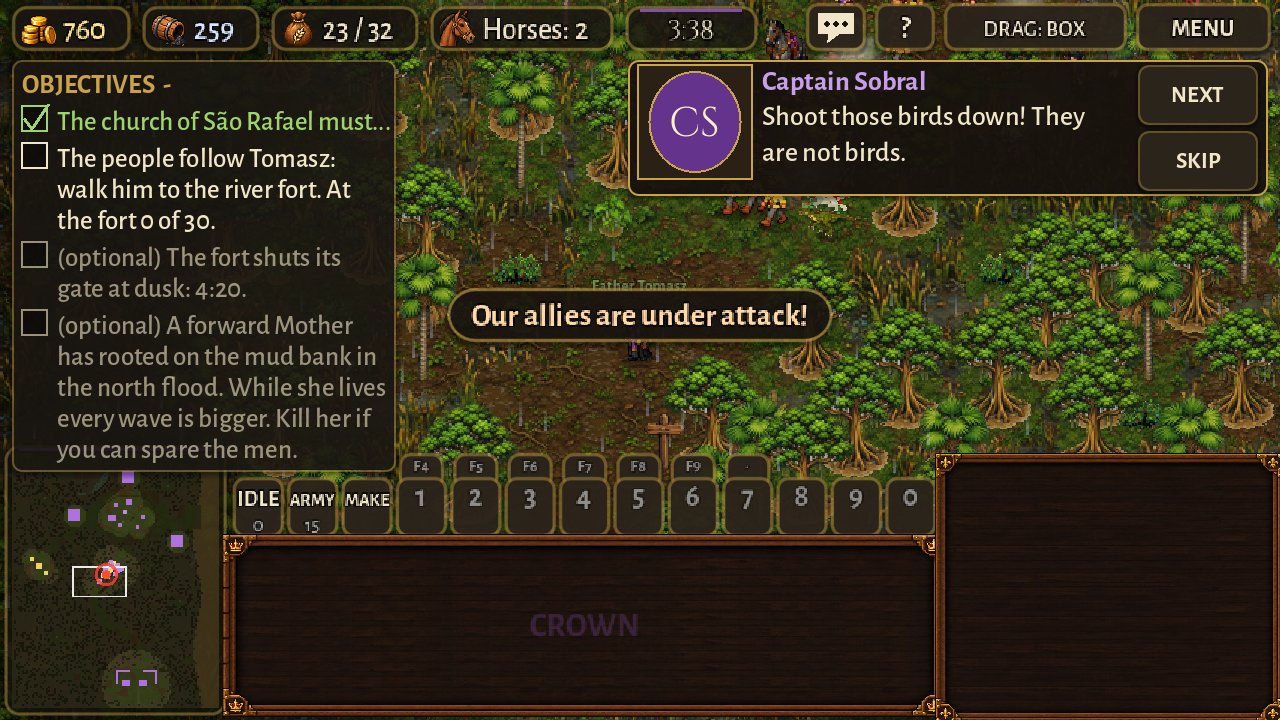 760
259
23 / 32
Horses: 2
3:38
?
DRAG: BOX
MENU
OBJECTIVES -
The church of São Rafael must...
The people follow Tomasz:
walk him to the river fort. At
the fort 0 of 30.
(optional) The fort shuts its
gate at dusk: 4:20.
(optional) A forward Mother
has rooted on the mud bank in
the north flood. While she lives
every wave is bigger. Kill her if
you can spare the men.
CS
Captain Sobral
Shoot those birds down! They
are not birds.
NEXT
SKIP
Father Tomasz
Our allies are under attack!
F4
F5
F6
F7
F8
F9
IDLE
0
ARMY
15
MAKE
1
2
3
4
5
6
7
8
9
0
CROWN